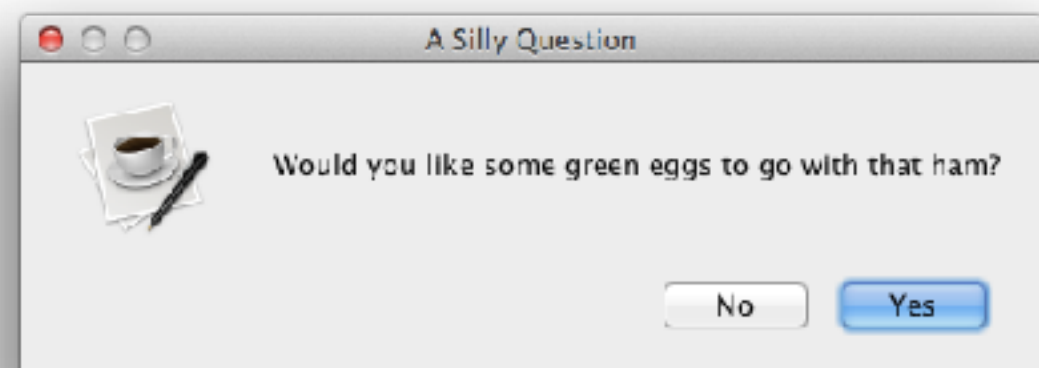 A Silly Question
Would you like some green eggs to go with that ham?
No Yes